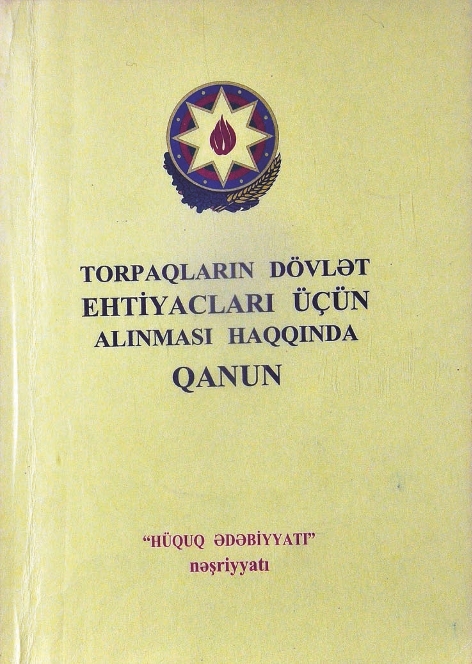 TORPAQLARIN DÖVLƏT
EHTİYACLARI ÜÇÜN
ALINMASI HAQQINDA
QANUN
“HÜQUQ ƏDƏBİYYATI”
nəşriyyatı